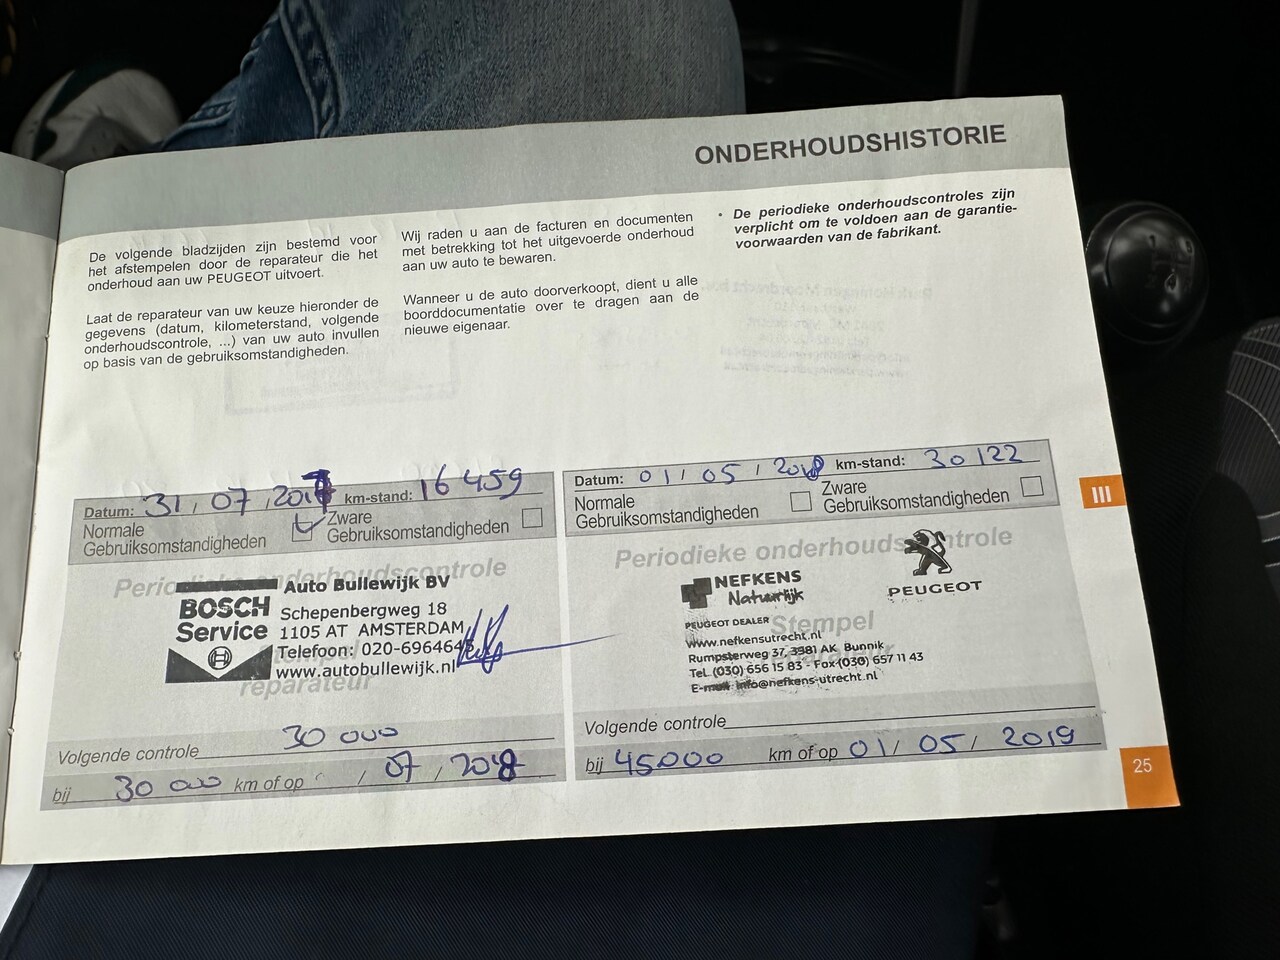 ONDERHOUDSHISTORIE
De volgende bladzijden zijn bestemd voor
het afstempelen door de reparateur die het
onderhoud aan uw PEUGEOT uitvoert.
Laat de reparateur van uw keuze hieronder de
gegevens (datum, kilometerstand, volgende
onderhoudscontrole, ...) van uw auto invullen
op basis van de gebruiksomstandigheden.
Wij raden u aan de facturen en documenten
met betrekking tot het uitgevoerde onderhoud
aan uw auto te bewaren.
Wanneer u de auto doorverkoopt, dient u alle
boorddocumentatie over te dragen aan de
nieuwe eigenaar.
• De periodieke onderhoudscontroles zijn
verplicht om te voldoen aan de garantie-
voorwaarden van de fabrikant.
Datum: 31 / 07 / 2017 km-stand: 16 459
Normale
Gebruiksomstandigheden
Zware
Gebruiksomstandigheden
Periodieke onderhoudscontrole
Auto Bullewijk BV
BOSCH
Service
Schepenbergweg 18
1105 AT AMSTERDAM
Telefoon: 020-69646
www.autobullewijk.nl
reparateur
Volgende controle 30 000
bij 30 000 km of op / 07 / 2018
Datum: 01 / 05 / 2018 km-stand: 30122
Normale
Gebruiksomstandigheden
Zware
Gebruiksomstandigheden
Periodieke onderhoudscontrole
NEFKENS
Natuurlijk
PEUGEOT
PEUGEOT DEALER
Stempel
www.nefkensutrecht.nl
Rumpsterweg 37, 3981 AK Bunnik
Tel. (030) 656 15 83 - Fax (030) 657 11 43
E-mail: info@nefkens-utrecht.nl
Volgende controle
bij 45000 km of op 01 / 05 / 2019
III
25